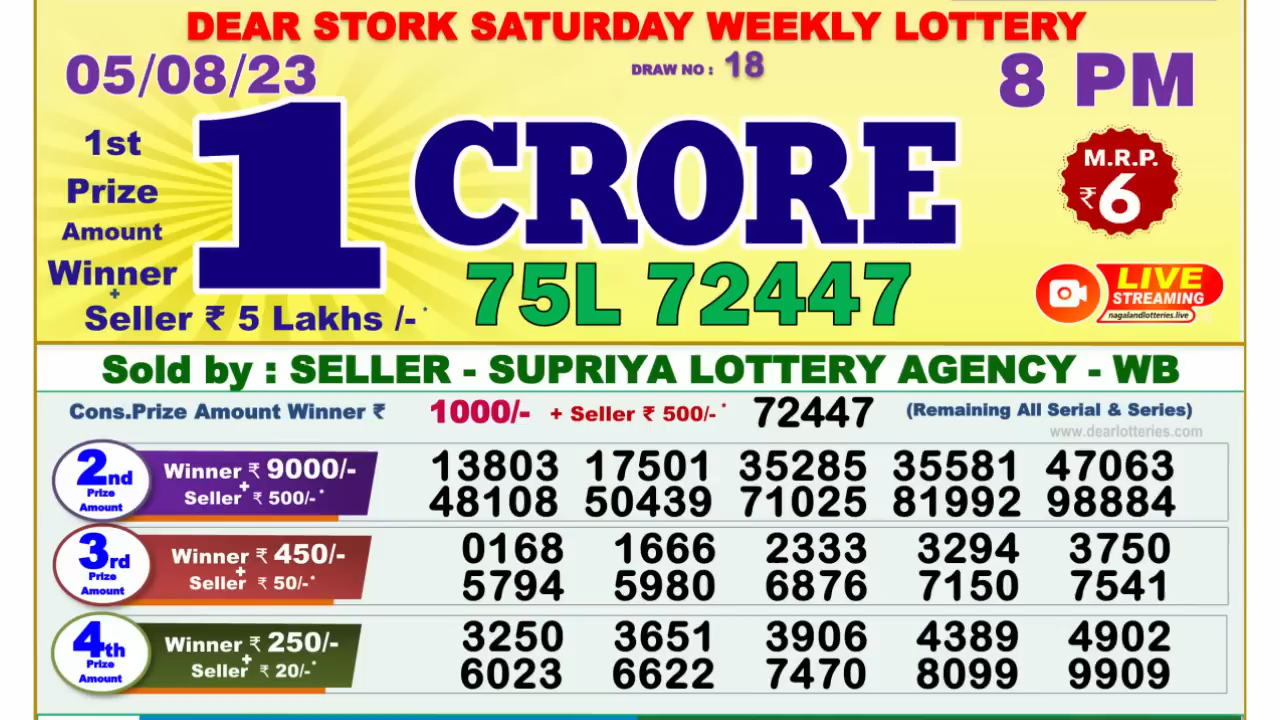 DEAR STORK SATURDAY WEEKLY LOTTERY
05/08/23
DRAW NO : 18
8 PM
1st
Prize
Amount
Winner
+
Seller ₹ 5 Lakhs /-*
1 CRORE
75L 72447
M.R.P.
₹ 6
LIVE
STREAMING
nagalandlotteries.live
Sold by : SELLER - SUPRIYA LOTTERY AGENCY - WB
Cons.Prize Amount Winner ₹ 1000/- + Seller ₹ 500/-* 72447 (Remaining All Serial & Series)
www.dearlotteries.com
2nd
Prize
Amount
Winner ₹ 9000/-
+
Seller ₹ 500/-*
13803 17501 35285 35581 47063
48108 50439 71025 81992 98884
3rd
Prize
Amount
Winner ₹ 450/-
+
Seller ₹ 50/-*
0168 1666 2333 3294 3750
5794 5980 6876 7150 7541
4th
Prize
Amount
Winner ₹ 250/-
+
Seller ₹ 20/-*
3250 3651 3906 4389 4902
6023 6622 7470 8099 9909